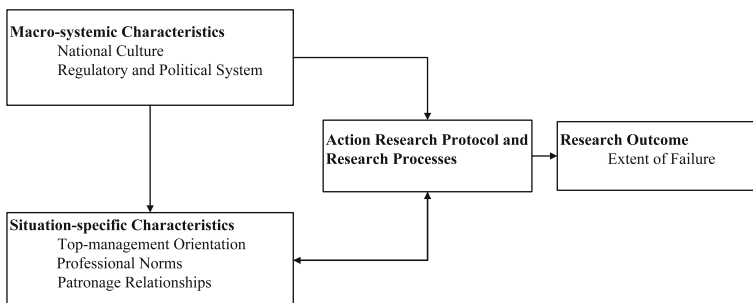 Macro-systemic Characteristics
National Culture
Regulatory and Political System
Action Research Protocol and
Research Processes
Research Outcome
Extent of Failure
Situation-specific Characteristics
Top-management Orientation
Professional Norms
Patronage Relationships